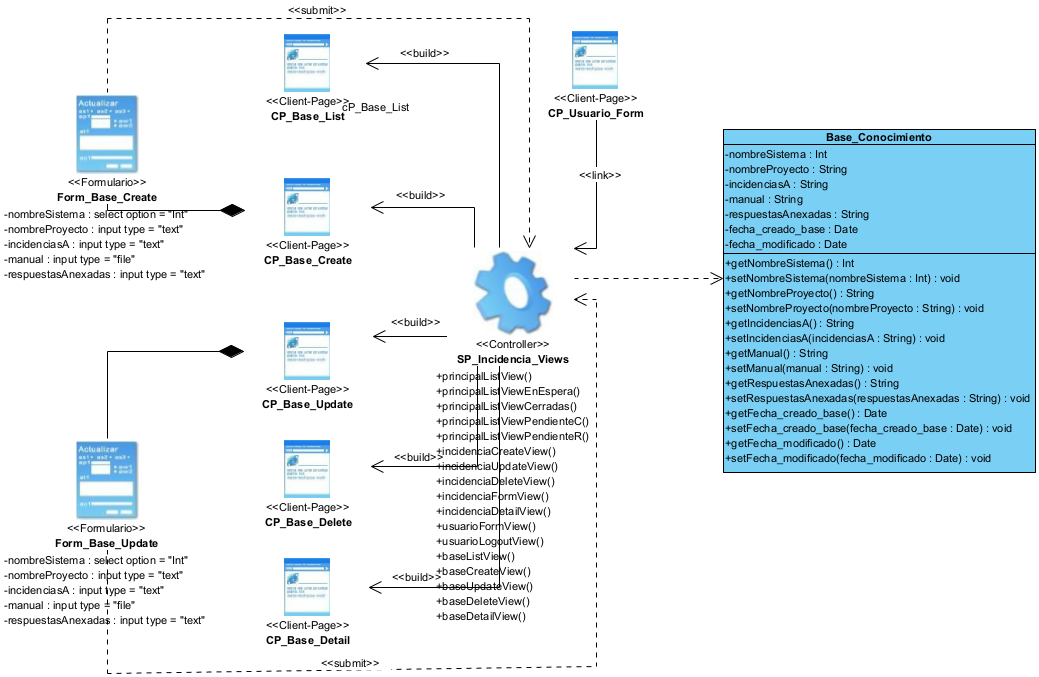 <<submit>>
<<build>>
<<Client-Page>>
CP_Base_List
cP_Base_List
<<Client-Page>>
CP_Usuario_Form
<<link>>
Actualizar
<<Formulario>>
Form_Base_Create
-nombreSistema : select option = "Int"
-nombreProyecto : input type = "text"
-incidenciasA : input type = "text"
-manual : input type = "file"
-respuestasAnexadas : input type = "text"
<<build>>
<<Client-Page>>
CP_Base_Create
<<build>>
<<Client-Page>>
CP_Base_Update
<<build>>
<<Client-Page>>
CP_Base_Delete
<<build>>
<<Client-Page>>
CP_Base_Detail
Actualizar
<<Formulario>>
Form_Base_Update
-nombreSistema : select option = "Int"
-nombreProyecto : input type = "text"
-incidenciasA : input type = "text"
-manual : input type = "file"
-respuestasAnexadas : input type = "text"
<<submit>>
<<Controller>>
SP_Incidencia_Views
+principalListView()
+principalListViewEnEspera()
+principalListViewCerradas()
+principalListViewPendienteC()
+principalListViewPendienteR()
+incidenciaCreateView()
+incidenciaUpdateView()
+incidenciaDeleteView()
+incidenciaFormView()
+incidenciaDetailView()
+usuarioFormView()
+usuarioLogoutView()
+baseListView()
+baseCreateView()
+baseUpdateView()
+baseDeleteView()
+baseDetailView()
Base_Conocimiento
-nombreSistema : Int
-nombreProyecto : String
-incidenciasA : String
-manual : String
-respuestasAnexadas : String
-fecha_creado_base : Date
-fecha_modificado : Date
+getNombreSistema() : Int
+setNombreSistema(nombreSistema : Int) : void
+getNombreProyecto() : String
+setNombreProyecto(nombreProyecto : String) : void
+getIncidenciasA() : String
+setIncidenciasA(incidenciasA : String) : void
+getManual() : String
+setManual(manual : String) : void
+getRespuestasAnexadas() : String
+setRespuestasAnexadas(respuestasAnexadas : String) : void
+getFecha_creado_base() : Date
+setFecha_creado_base(fecha_creado_base : Date) : void
+getFecha_modificado() : Date
+setFecha_modificado(fecha_modificado : Date) : void